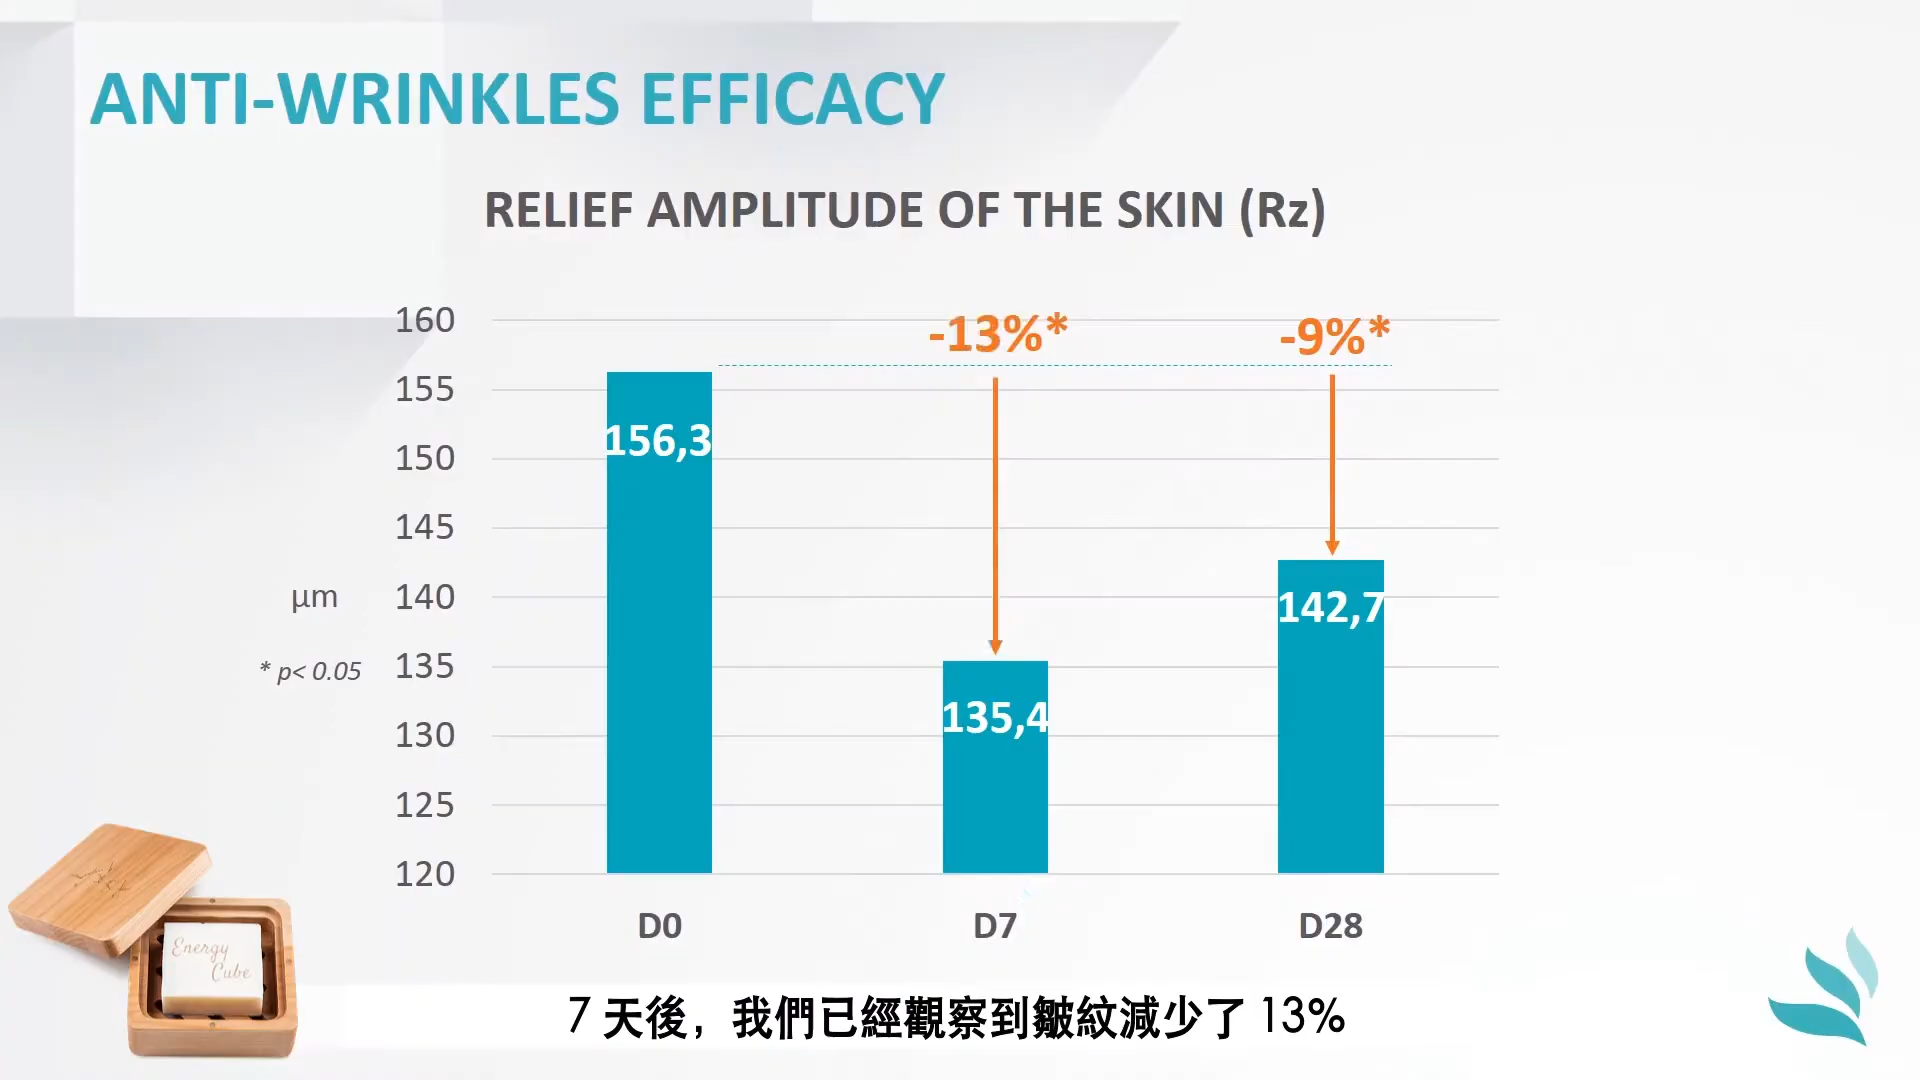 ANTI-WRINKLES EFFICACY
RELIEF AMPLITUDE OF THE SKIN (Rz)
160
155
150
145
140
135
130
125
120
µm
* p< 0.05
-13%*
-9%*
156,3
135,4
142,7
D0
D7
D28
Energy
Cube
7 天後，我們已經觀察到皺紋減少了 13%